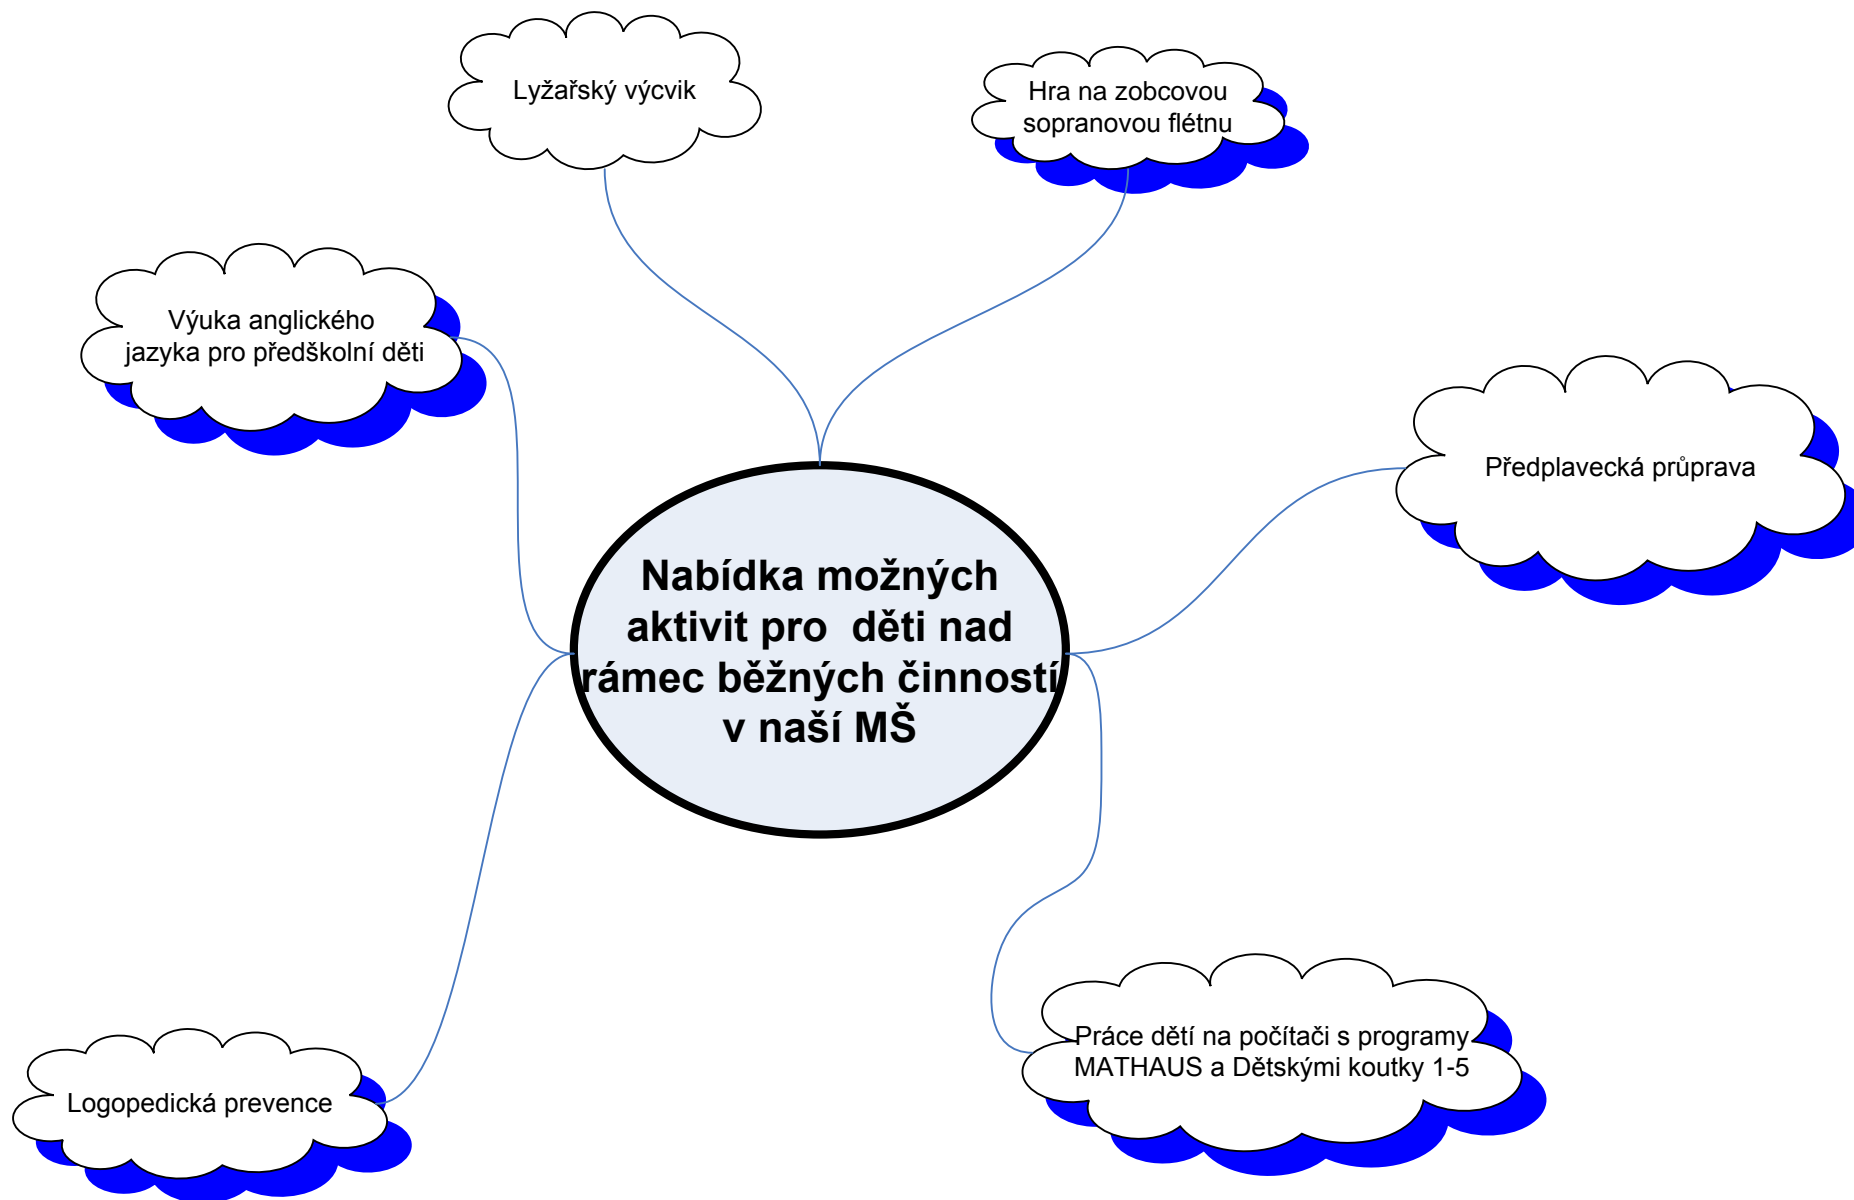 Lyžařský výcvik
Hra na zobcovou
sopranovou flétnu
Výuka anglického
jazyka pro předškolní děti
Předplavecká průprava
Nabídka možných
aktivit pro  děti nad
rámec běžných činností
v naší MŠ
Práce dětí na počítači s programy
MATHAUS a Dětskými koutky 1-5
Logopedická prevence